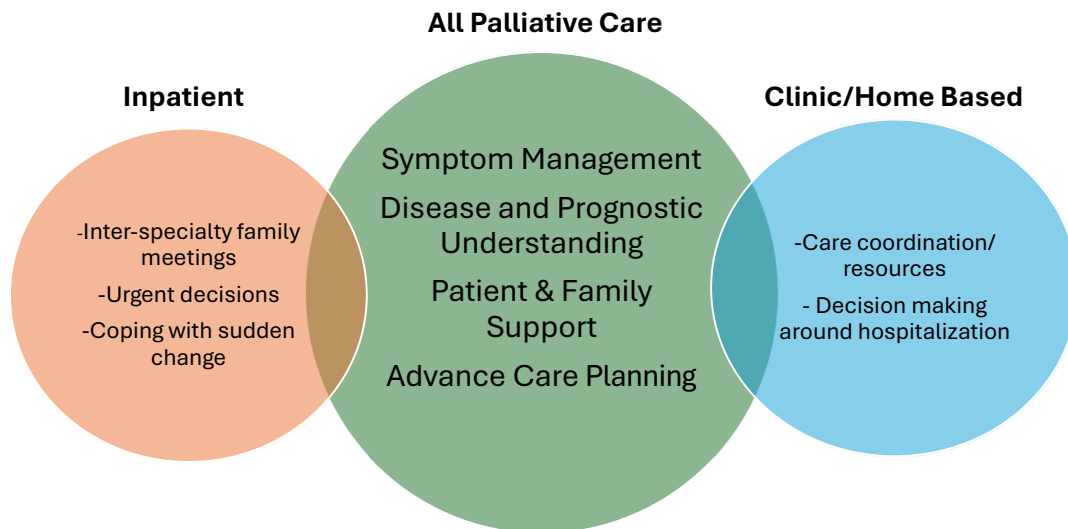 All Palliative Care
Inpatient
Clinic/Home Based
-Inter-specialty family
meetings
-Urgent decisions
-Coping with sudden
change
Symptom Management
Disease and Prognostic
Understanding
Patient & Family
Support
Advance Care Planning
-Care coordination/
resources
- Decision making
around hospitalization